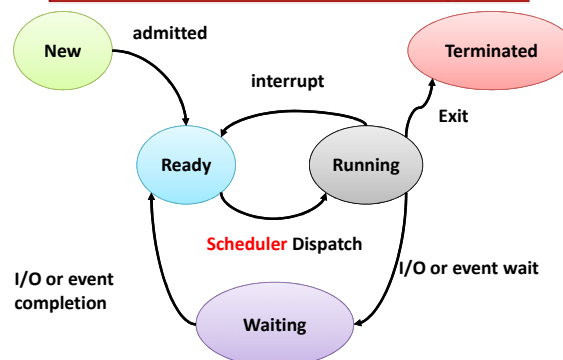 New
admitted
Terminated
interrupt
Exit
Ready
Running
Scheduler Dispatch
I/O or event
completion
I/O or event wait
Waiting